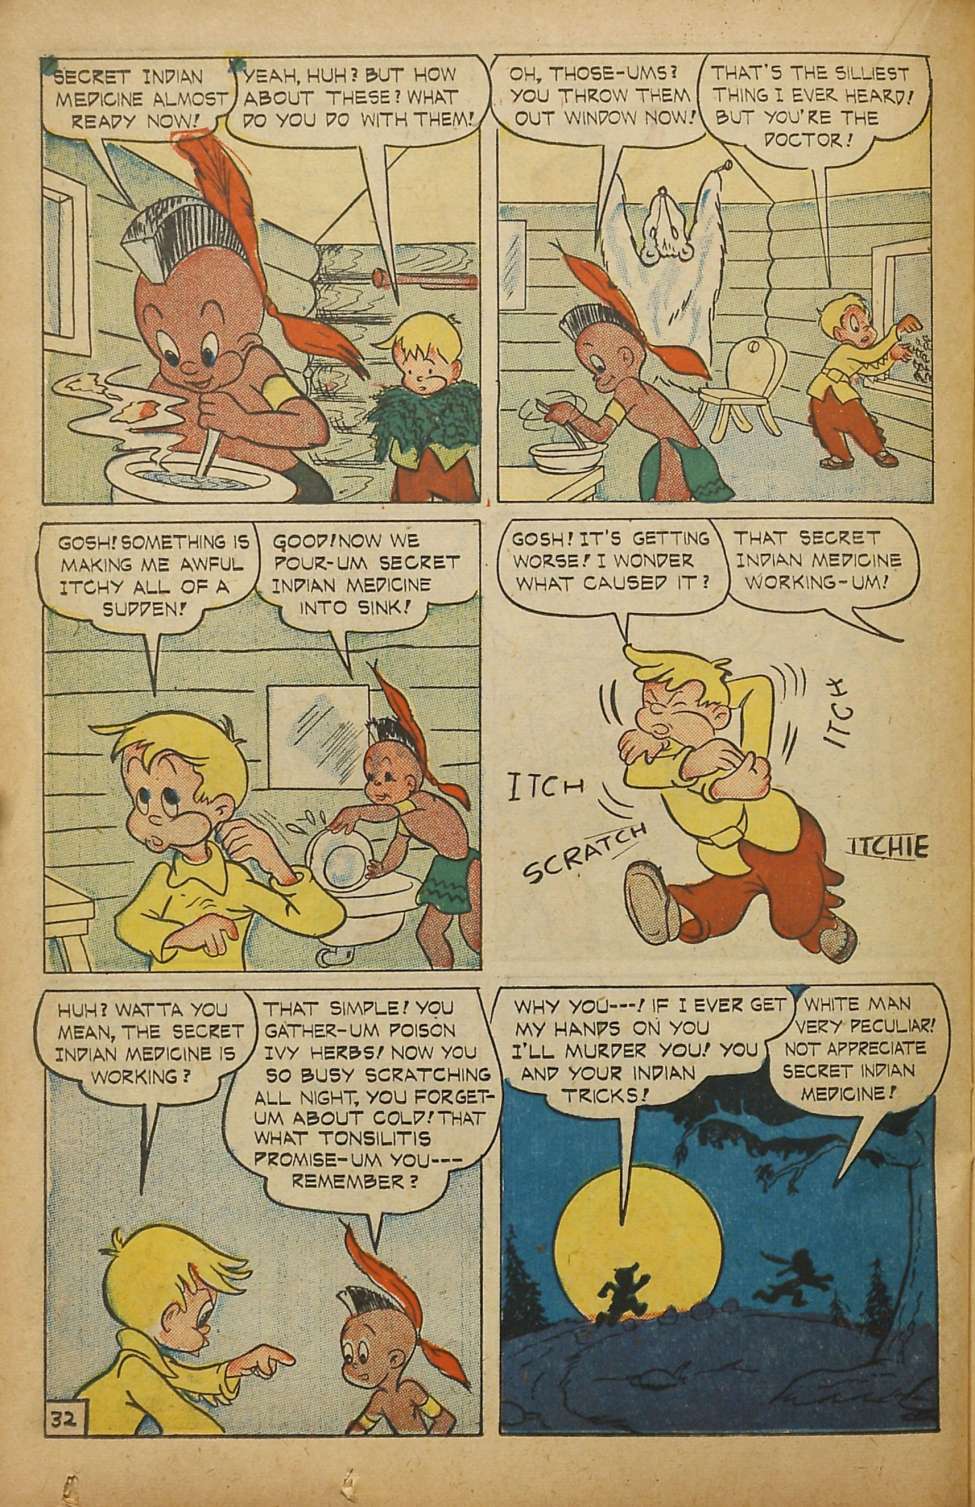 SECRET INDIAN
MEDICINE ALMOST
READY NOW!
YEAH, HUH? BUT HOW
ABOUT THESE? WHAT
DO YOU DO WITH THEM!
OH, THOSE-UMS?
YOU THROW THEM
OUT WINDOW NOW!
THAT'S THE SILLIEST
THING I EVER HEARD!
BUT YOU'RE THE
DOCTOR!
GOSH! SOMETHING IS
MAKING ME AWFUL
ITCHY ALL OF A
SUDDEN!
GOOD! NOW WE
POUR-UM SECRET
INDIAN MEDICINE
INTO SINK!
GOSH! IT'S GETTING
WORSE! I WONDER
WHAT CAUSED IT?
THAT SECRET
INDIAN MEDICINE
WORKING-UM!
ITCH
ITCH
SCRATCH
ITCHIE
HUH? WATTA YOU
MEAN, THE SECRET
INDIAN MEDICINE IS
WORKING?
THAT SIMPLE! YOU
GATHER-UM POISON
IVY HERBS! NOW YOU
SO BUSY SCRATCHING
ALL NIGHT, YOU FORGET-
UM ABOUT COLD! THAT
WHAT TONSILITIS
PROMISE-UM YOU---
REMEMBER?
WHY YOU---! IF I EVER GET
MY HANDS ON YOU
I'LL MURDER YOU! YOU
AND YOUR INDIAN
TRICKS!
WHITE MAN
VERY PECULIAR!
NOT APPRECIATE
SECRET INDIAN
MEDICINE!
32